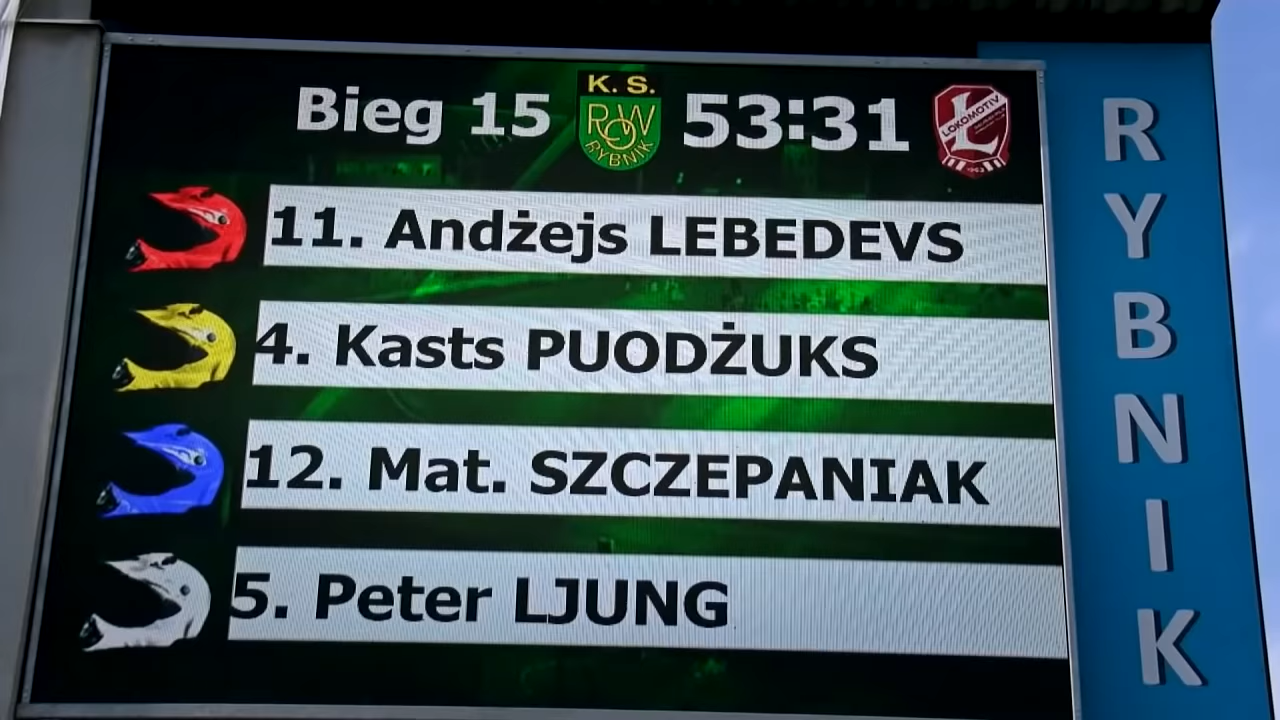 Bieg 15 K. S. ROW RYBNIK 53:31 LOKOMOTIV
11. Andżejs LEBEDEVS
4. Kasts PUODŻUKS
12. Mat. SZCZEPANIAK
5. Peter LJUNG
RYBNIK